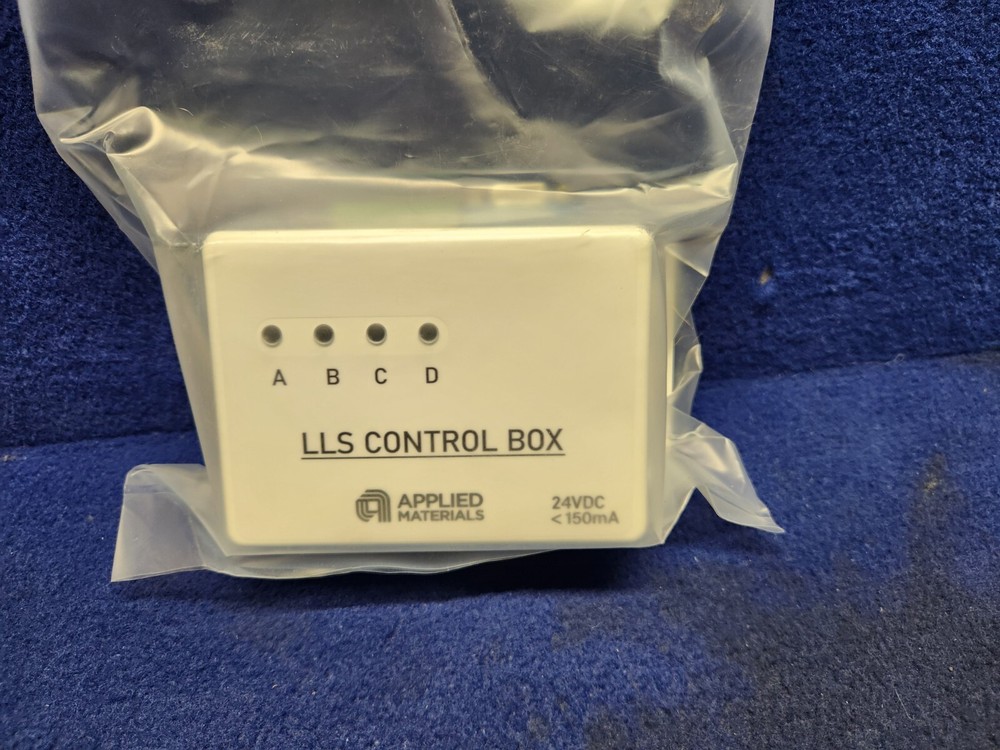 A B C D
LLS CONTROL BOX
APPLIED
MATERIALS
24VDC
<150mA